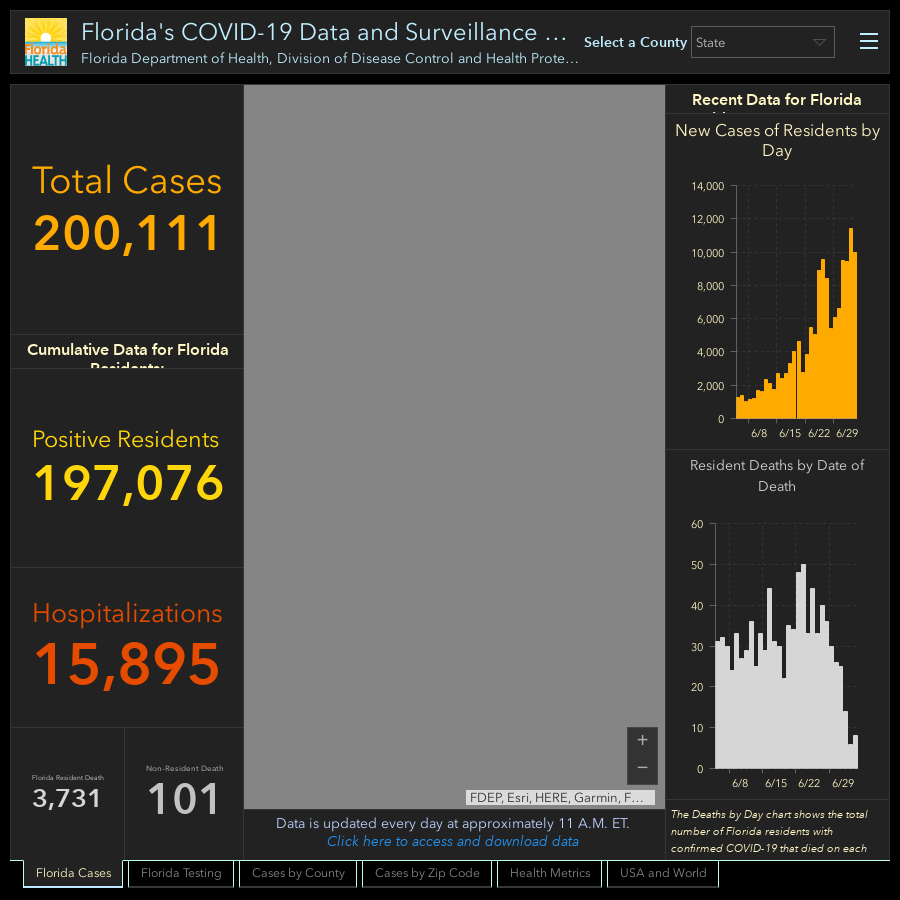 Florida HEALTH
Florida's COVID-19 Data and Surveillance …
Florida Department of Health, Division of Disease Control and Health Prote…
Select a County
State
Total Cases
200,111
Cumulative Data for Florida
Residents:
Positive Residents
197,076
Hospitalizations
15,895
Florida Resident Death
3,731
Non-Resident Death
101
+
−
FDEP, Esri, HERE, Garmin, F…
Data is updated every day at approximately 11 A.M. ET.
Click here to access and download data
Recent Data for Florida
New Cases of Residents by
Day
14,000
12,000
10,000
8,000
6,000
4,000
2,000
0
6/8 6/15 6/22 6/29
Resident Deaths by Date of
Death
60
50
40
30
20
10
0
6/8 6/15 6/22 6/29
The Deaths by Day chart shows the total
number of Florida residents with
confirmed COVID-19 that died on each
Florida Cases
Florida Testing
Cases by County
Cases by Zip Code
Health Metrics
USA and World